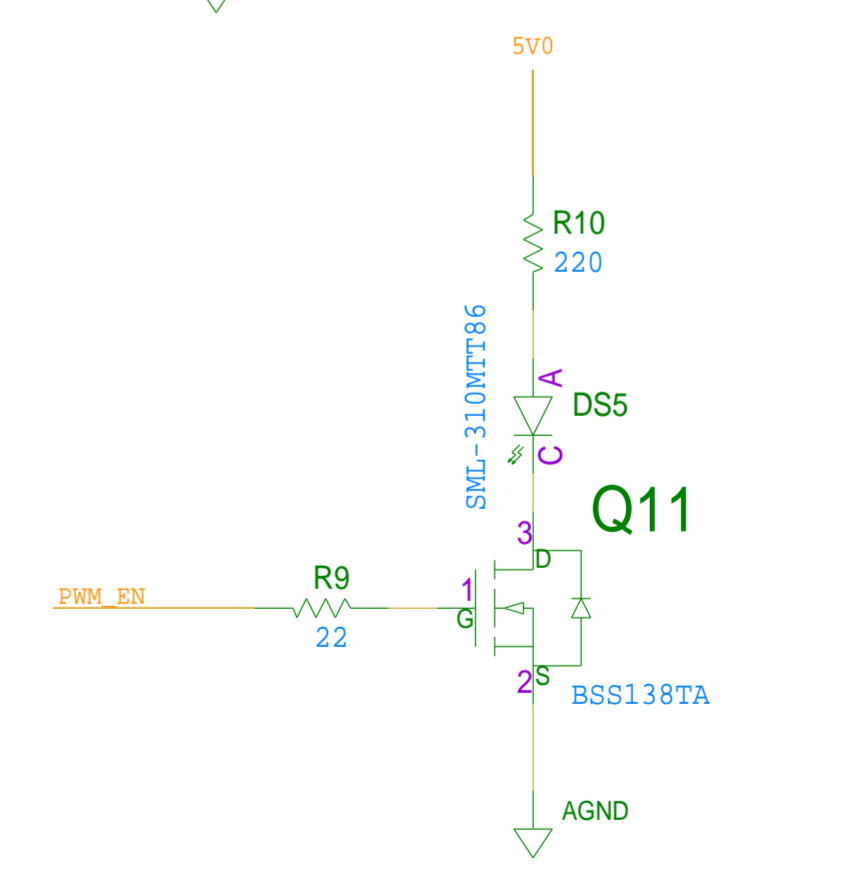 5V0
R10
220
SML-310MTT86
A
DS5
C
Q11
3
D
PWM_EN
R9
22
1
G
2
S
BSS138TA
AGND